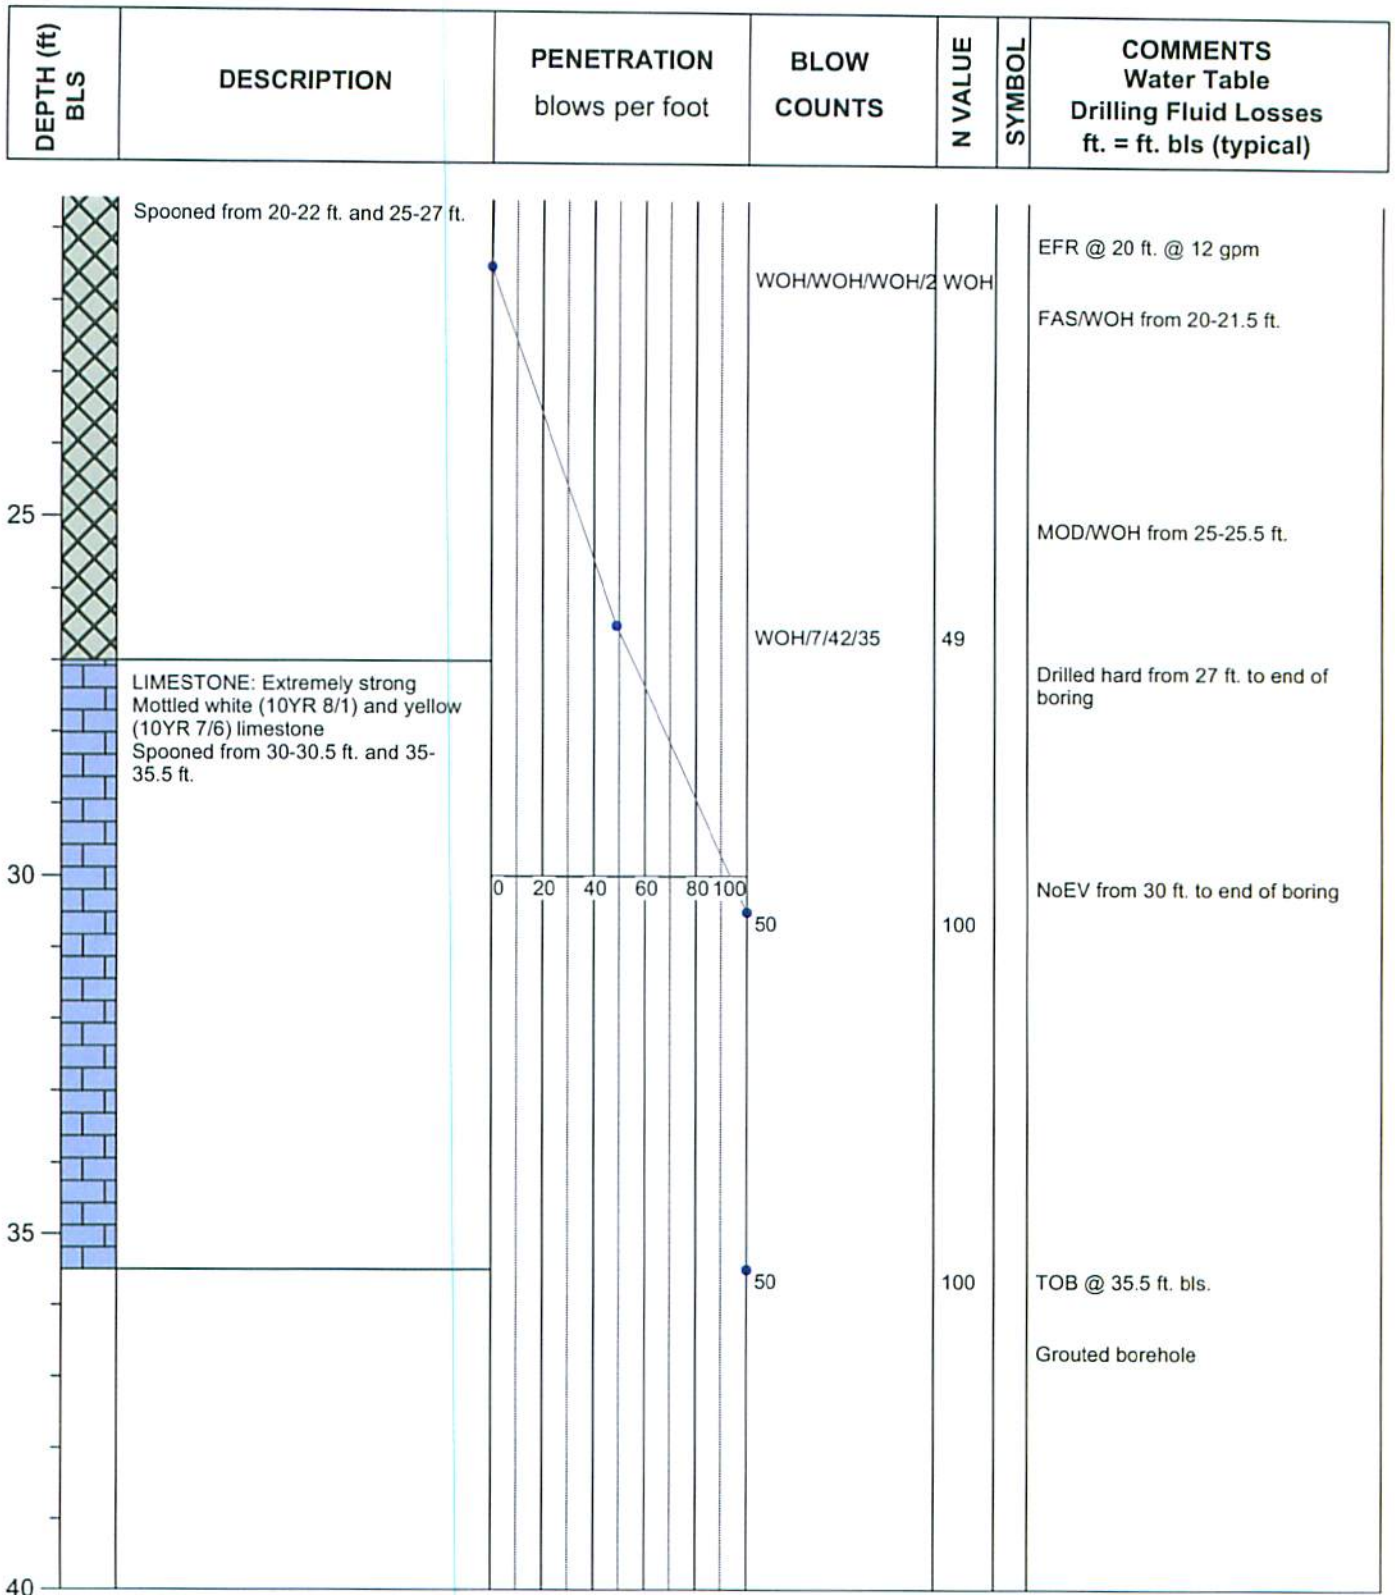 DEPTH (ft)
BLS
DESCRIPTION
PENETRATION
blows per foot
BLOW
COUNTS
N VALUE
SYMBOL
COMMENTS
Water Table
Drilling Fluid Losses
ft. = ft. bls (typical)
Spooned from 20-22 ft. and 25-27 ft.
EFR @ 20 ft. @ 12 gpm
WOH/WOH/WOH/2 WOH
FAS/WOH from 20-21.5 ft.
25
MOD/WOH from 25-25.5 ft.
WOH/7/42/35 49
LIMESTONE: Extremely strong
Mottled white (10YR 8/1) and yellow
(10YR 7/6) limestone
Spooned from 30-30.5 ft. and 35-
35.5 ft.
Drilled hard from 27 ft. to end of
boring
30
0 20 40 60 80 100
NoEV from 30 ft. to end of boring
50 100
35
50 100
TOB @ 35.5 ft. bls.
Grouted borehole
40